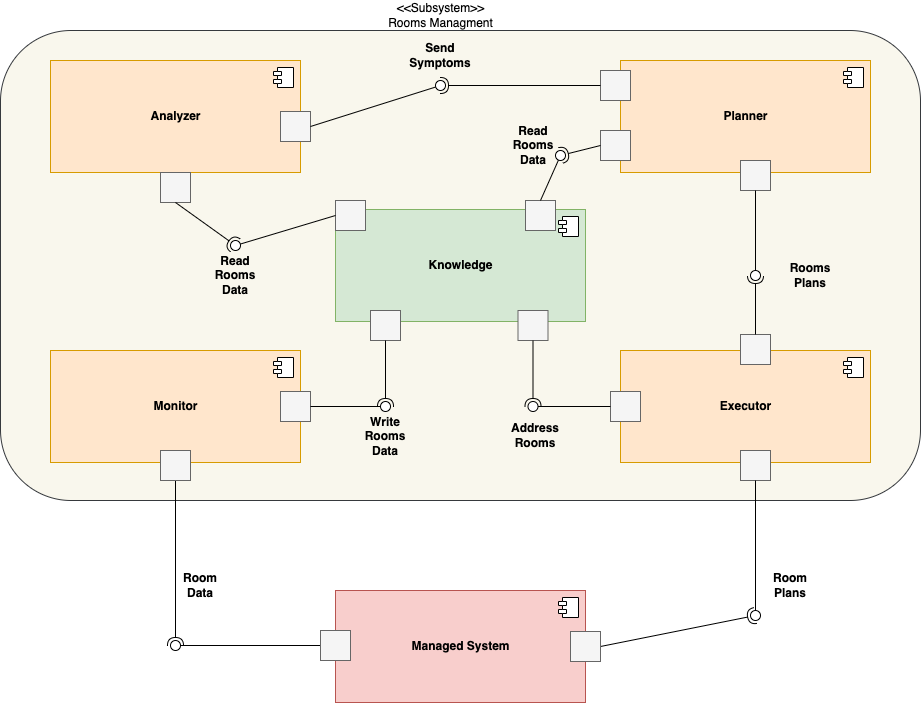 <<Subsystem>>
Rooms Managment
Send
Symptoms
Analyzer
Planner
Read
Rooms
Data
Read
Rooms
Data
Knowledge
Rooms
Plans
Monitor
Write
Rooms
Data
Address
Rooms
Executor
Room
Data
Room
Plans
Managed System